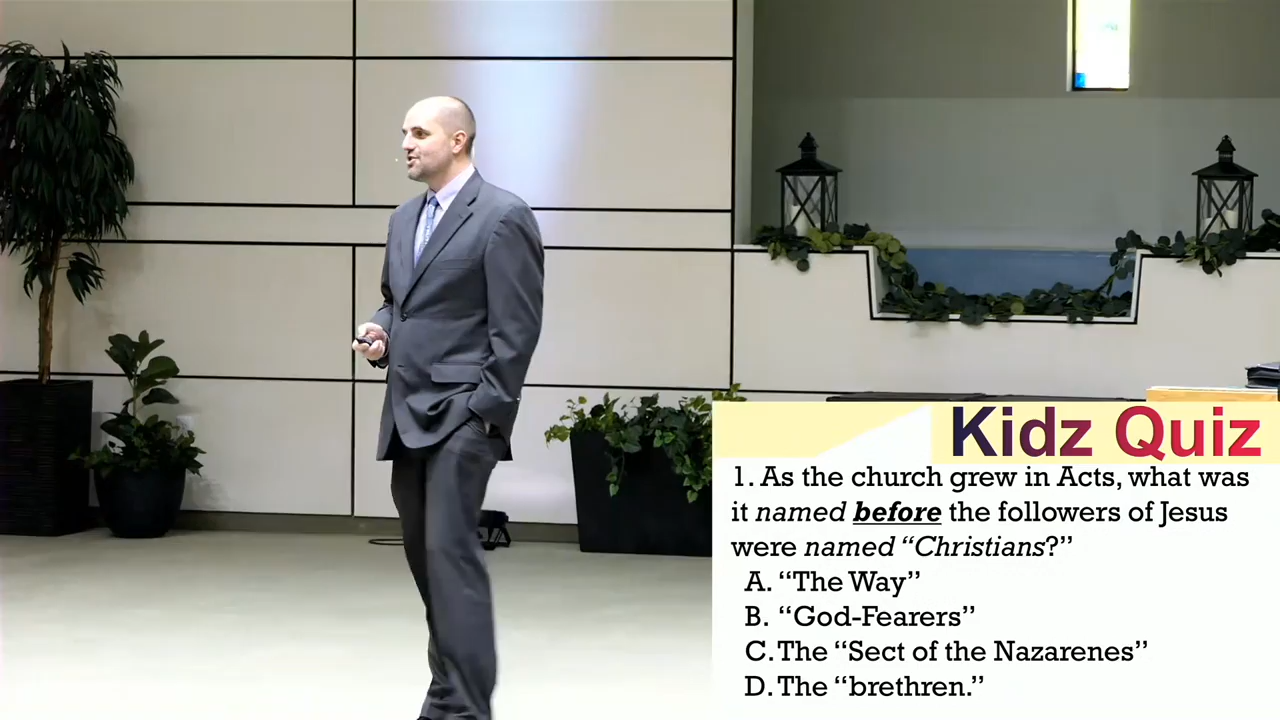 Kidz Quiz
1. As the church grew in Acts, what was
it named before the followers of Jesus
were named “Christians?”
A. “The Way”
B. “God-Fearers”
C. The “Sect of the Nazarenes”
D. The “brethren.”